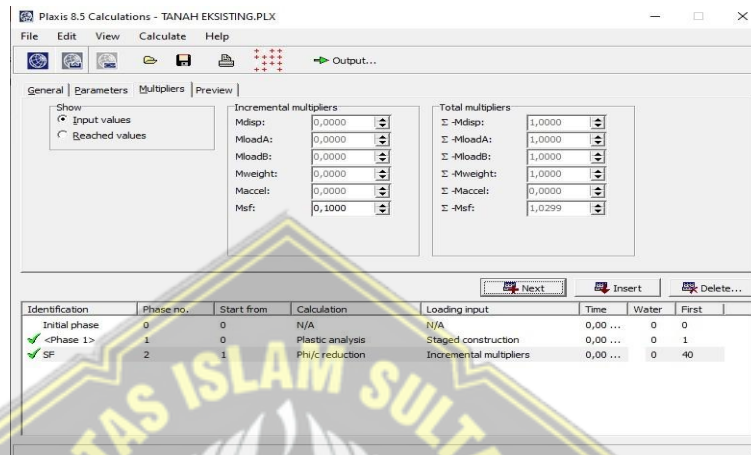 Plaxis 8.5 Calculations - TANAH EKSISTING.PLX
File Edit View Calculate Help
Output...
General Parameters Multipliers Preview
Show
Input values
Reached values
Incremental multipliers
Mdisp: 0,0000
MloadA: 0,0000
MloadB: 0,0000
Mweight: 0,0000
Maccel: 0,0000
Msf: 0,1000
Total multipliers
Σ -Mdisp: 1,0000
Σ -MloadA: 1,0000
Σ -MloadB: 1,0000
Σ -Mweight: 1,0000
Σ -Maccel: 0,0000
Σ -Msf: 1,0299
Next Insert Delete...
Identification Phase no. Start from Calculation Loading input Time Water First
Initial phase 0 0 N/A N/A 0,00 ... 0 0
<Phase 1> 1 0 Plastic analysis Staged construction 0,00 ... 0 1
SF 2 1 Phi/c reduction Incremental multipliers 0,00 ... 0 40
TAS ISLAM SULT